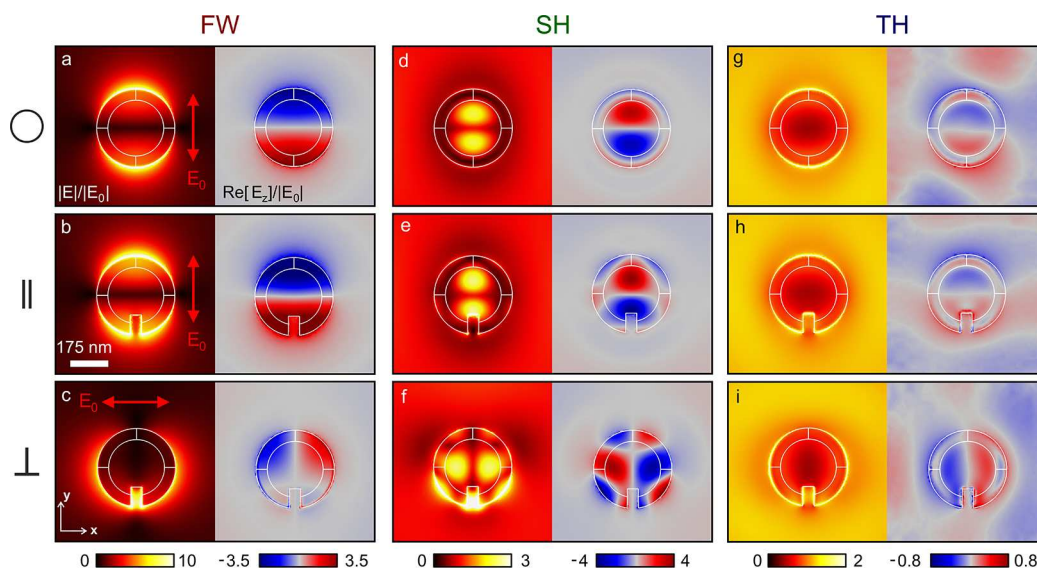 FW SH TH
a d g
E₀
|E|/|E₀| Re[E_z]/|E₀|
b e h
E₀
175 nm
∥
c f i
E₀
⊥
y
x
0 10 -3.5 3.5 0 3 -4 4 0 2 -0.8 0.8